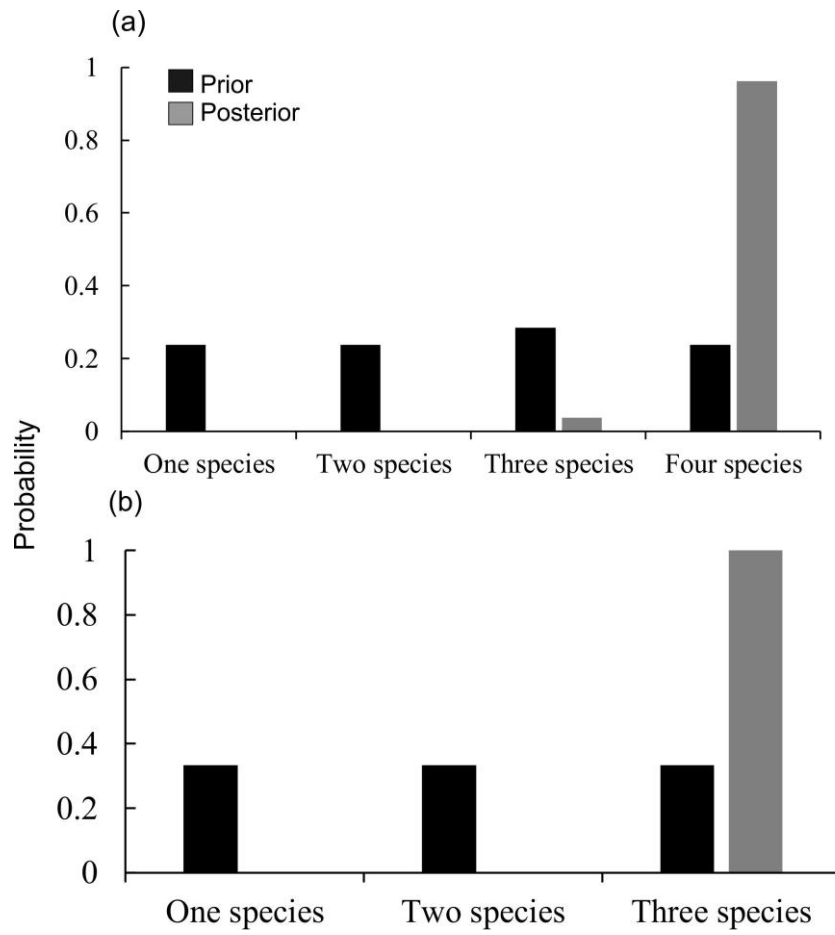 (a)
Prior
Posterior
1
0.8
0.6
0.4
0.2
0
One species Two species Three species Four species
Probability
(b)
1
0.8
0.6
0.4
0.2
0
One species Two species Three species